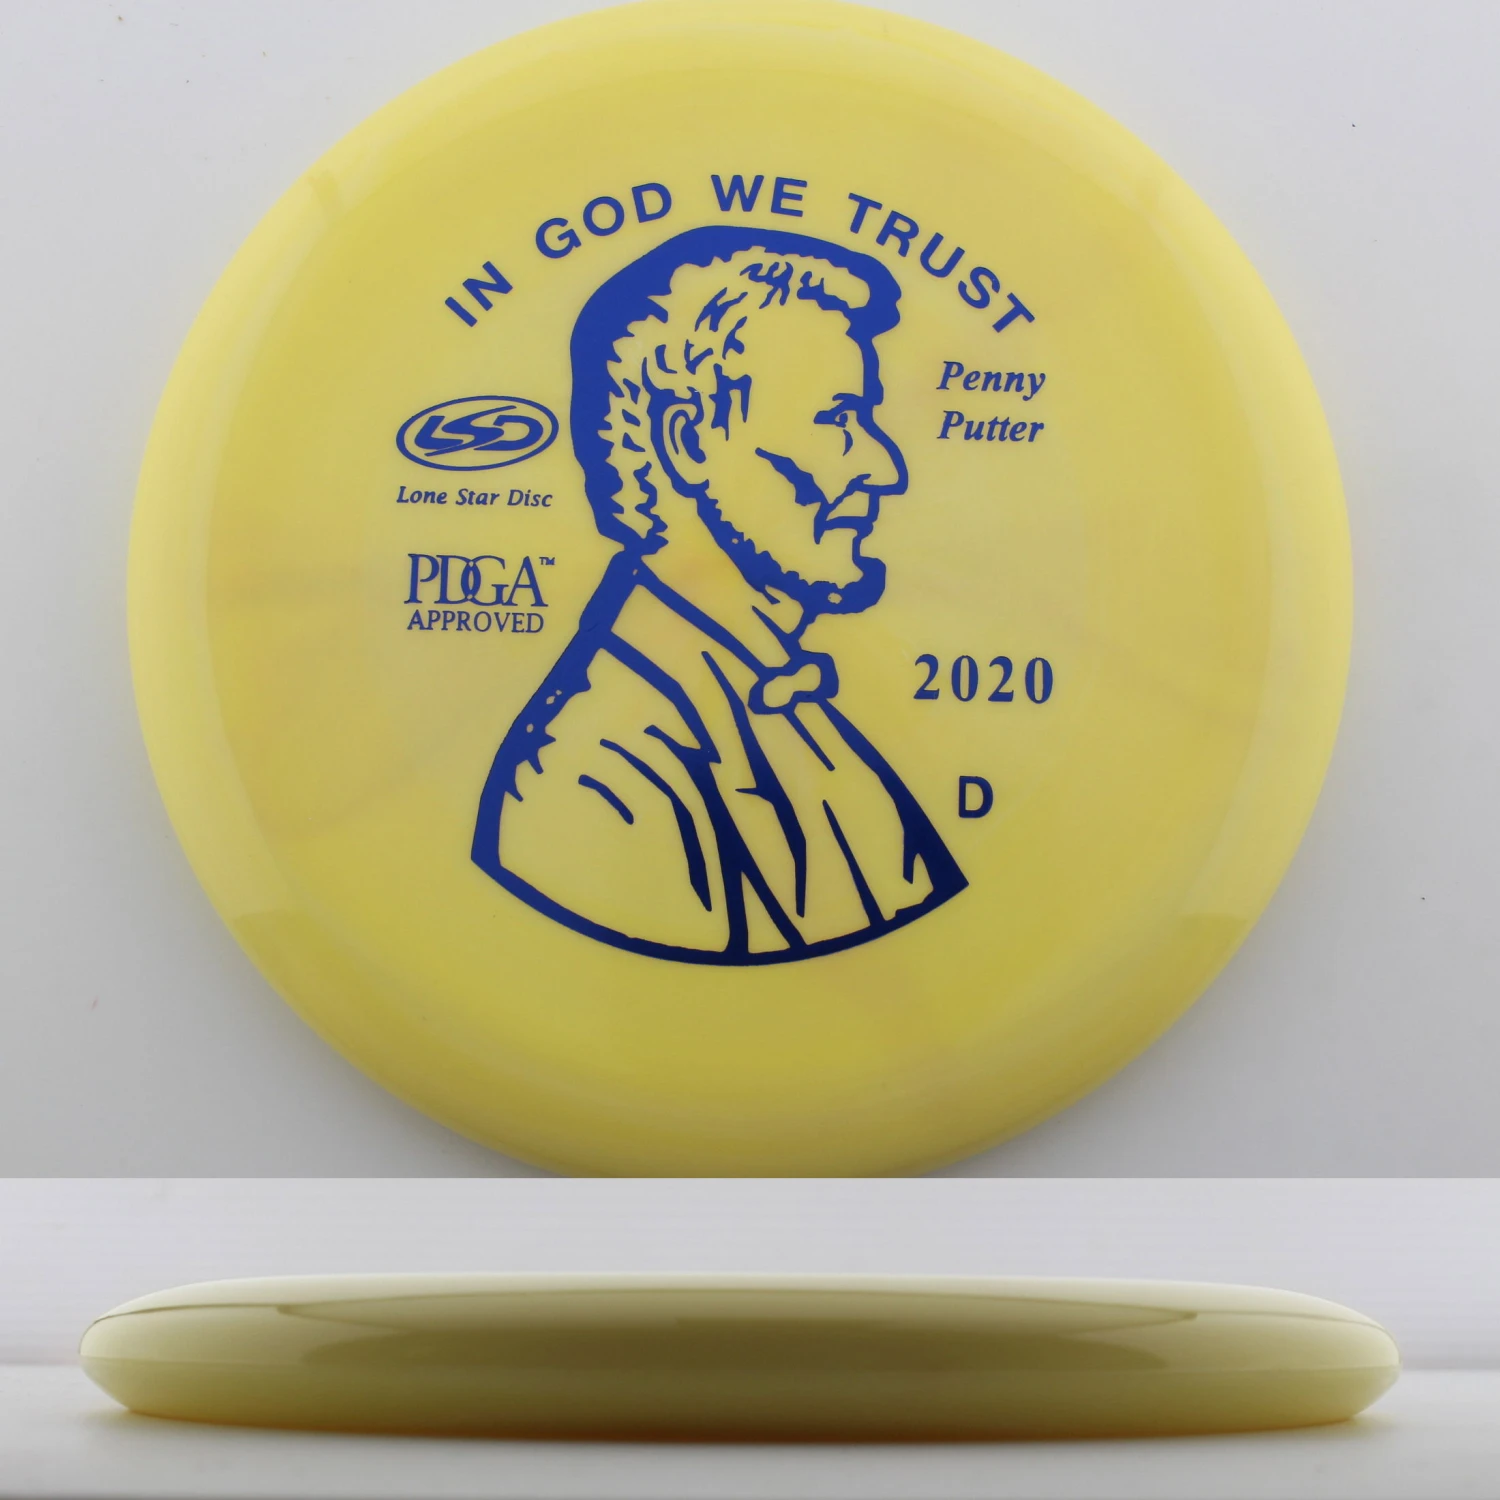 IN GOD WE TRUST
Penny
Putter
LSD
Lone Star Disc
PDGA™
APPROVED
2020
D